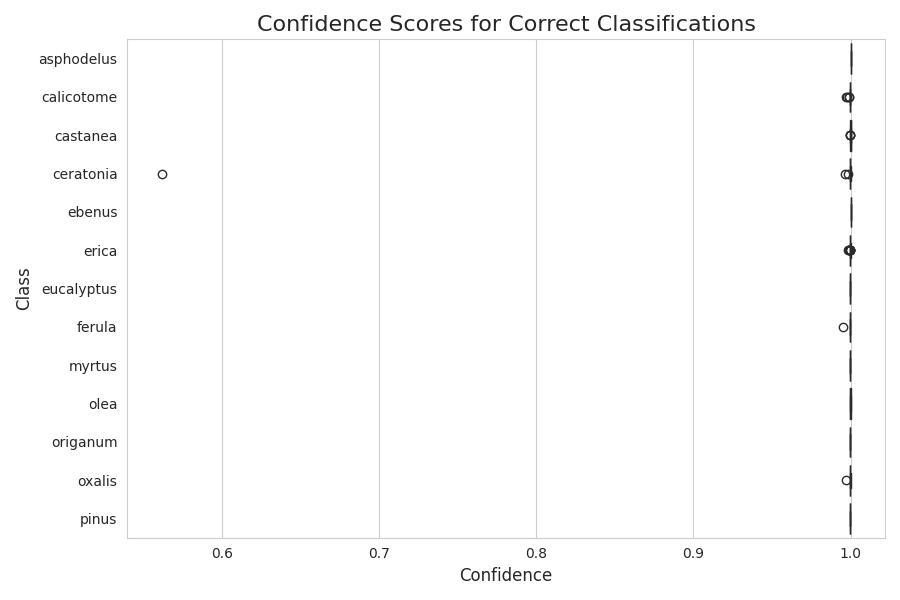 Confidence Scores for Correct Classifications
asphodelus
calicotome
castanea
ceratonia
ebenus
erica
eucalyptus
ferula
myrtus
olea
origanum
oxalis
pinus
Class
0.6 0.7 0.8 0.9 1.0
Confidence